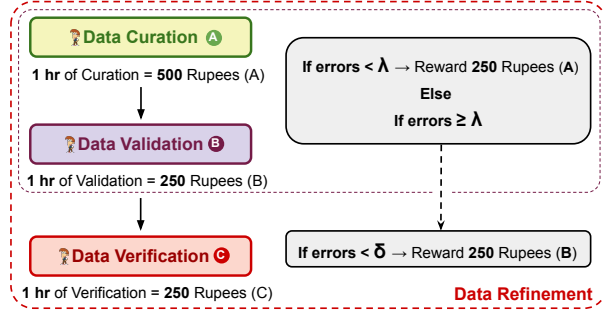 Data Curation A
1 hr of Curation = 500 Rupees (A)
Data Validation B
1 hr of Validation = 250 Rupees (B)
Data Verification C
1 hr of Verification = 250 Rupees (C)
If errors < λ → Reward 250 Rupees (A)
Else
If errors ≥ λ
If errors < δ → Reward 250 Rupees (B)
Data Refinement